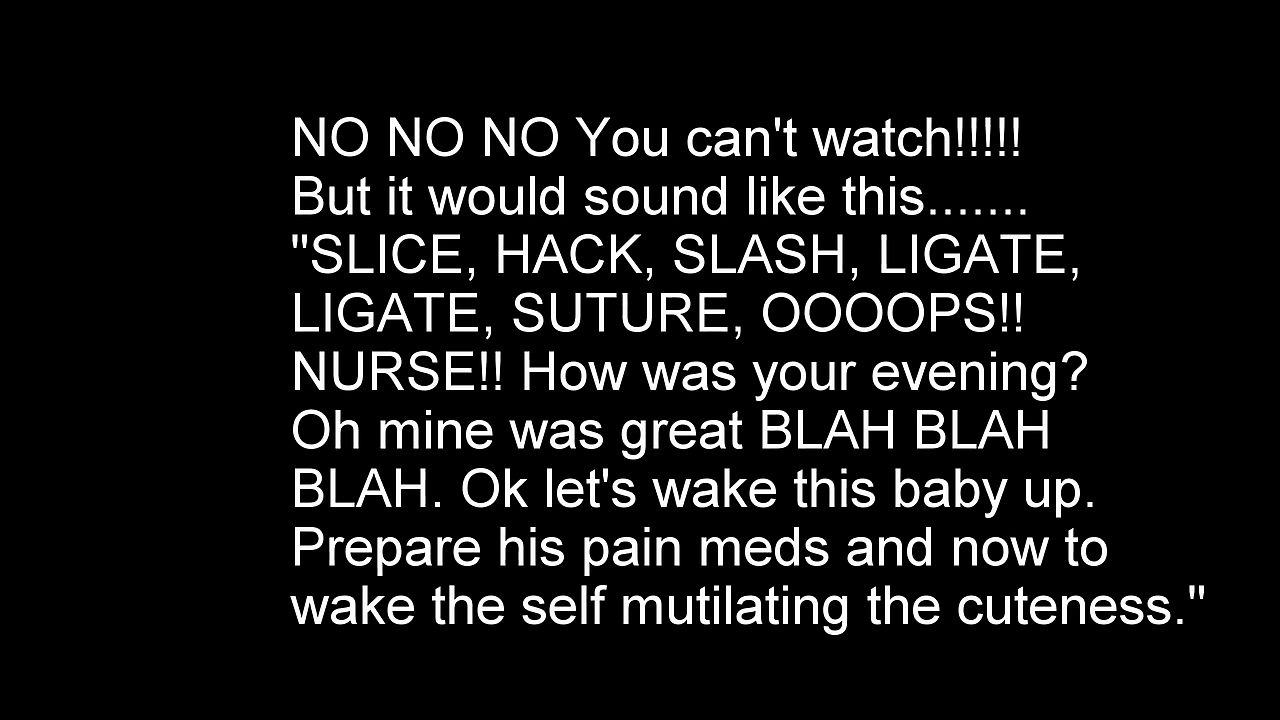 NO NO NO You can't watch!!!!!
But it would sound like this.......
"SLICE, HACK, SLASH, LIGATE,
LIGATE, SUTURE, OOOOPS!!
NURSE!! How was your evening?
Oh mine was great BLAH BLAH
BLAH. Ok let's wake this baby up.
Prepare his pain meds and now to
wake the self mutilating the cuteness."